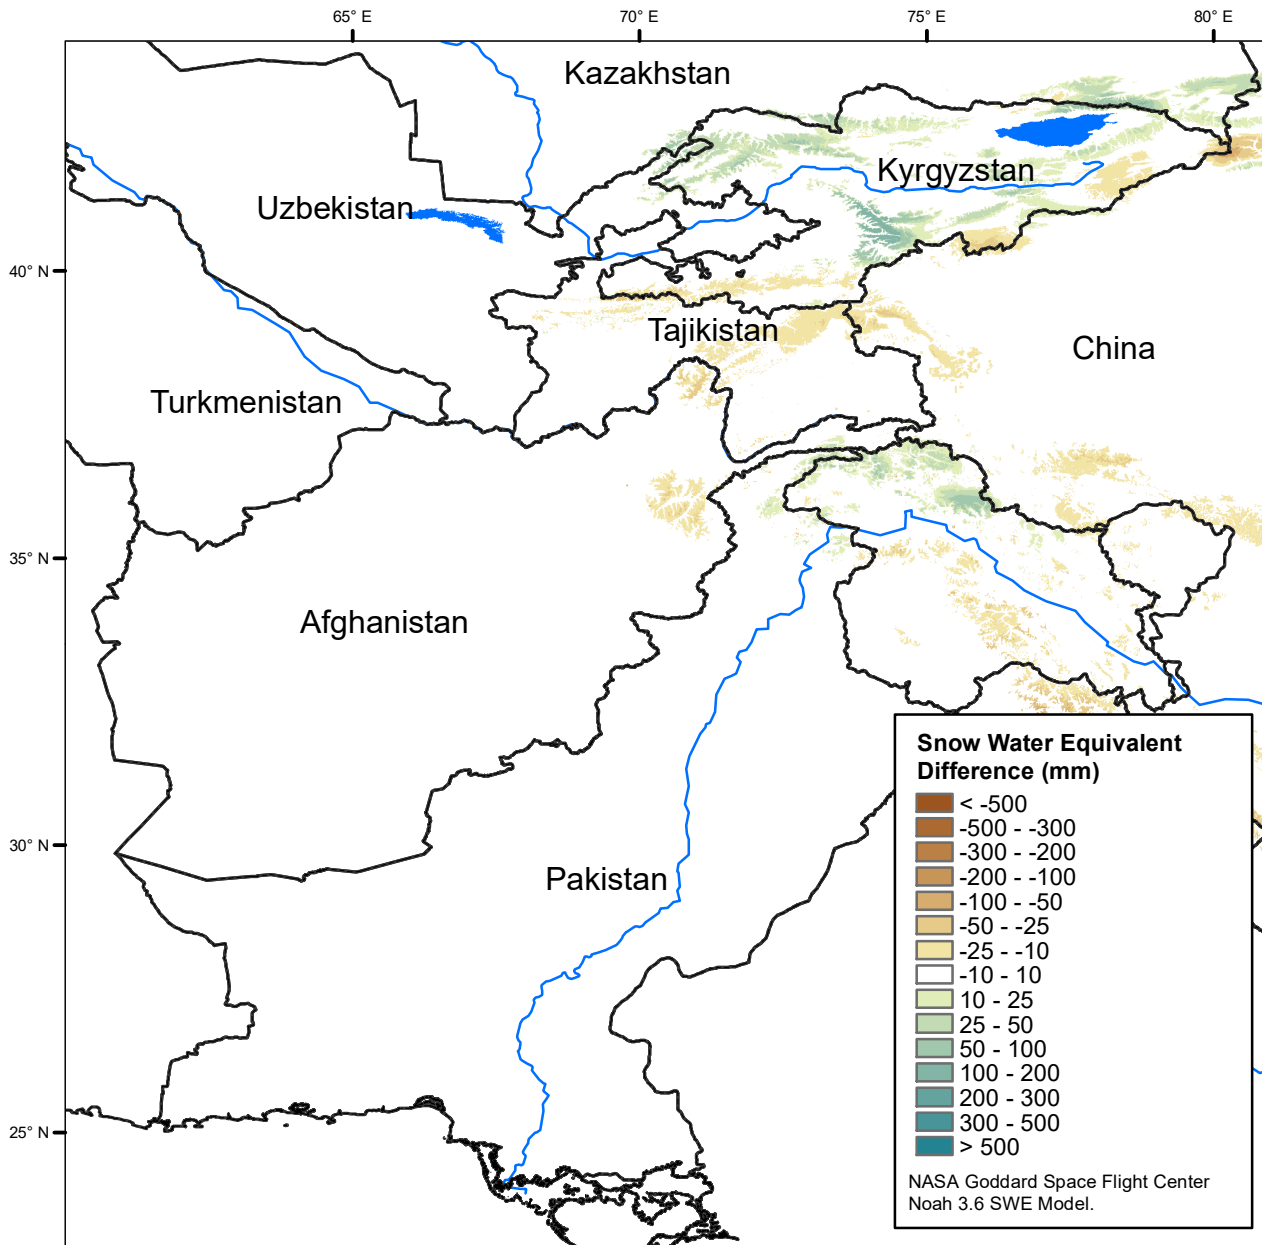 65° E
70° E
75° E
80° E
Kazakhstan
Kyrgyzstan
Uzbekistan
40° N
Tajikistan
China
Turkmenistan
35° N
Afghanistan
30° N
Pakistan
25° N
Snow Water Equivalent
Difference (mm)
< -500
-500 - -300
-300 - -200
-200 - -100
-100 - -50
-50 - -25
-25 - -10
-10 - 10
10 - 25
25 - 50
50 - 100
100 - 200
200 - 300
300 - 500
> 500
NASA Goddard Space Flight Center
Noah 3.6 SWE Model.